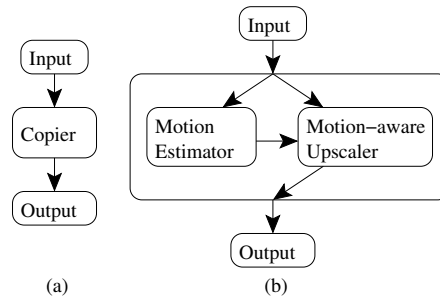 Input
Copier
Output
(a)
Input
Motion
Estimator
Motion-aware
Upscaler
Output
(b)